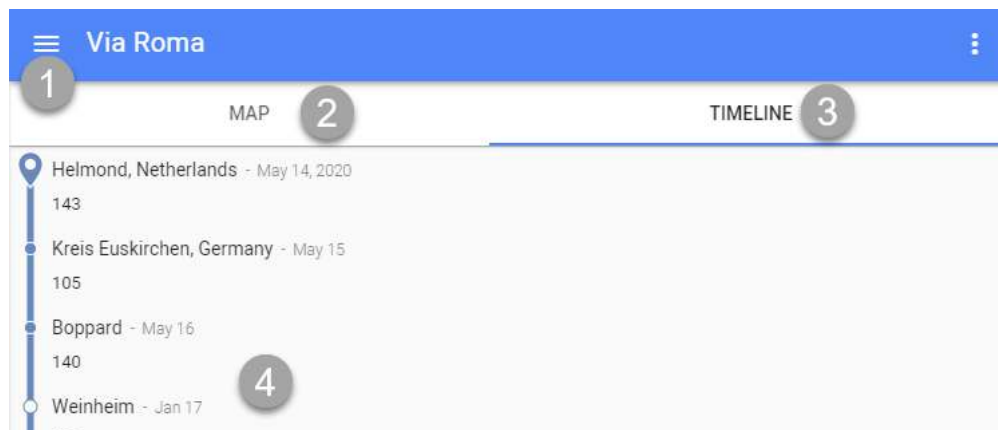 Via Roma
1
MAP 2 TIMELINE 3
Helmond, Netherlands - May 14, 2020
143
Kreis Euskirchen, Germany - May 15
105
Boppard - May 16
140
4
Weinheim - Jan 17